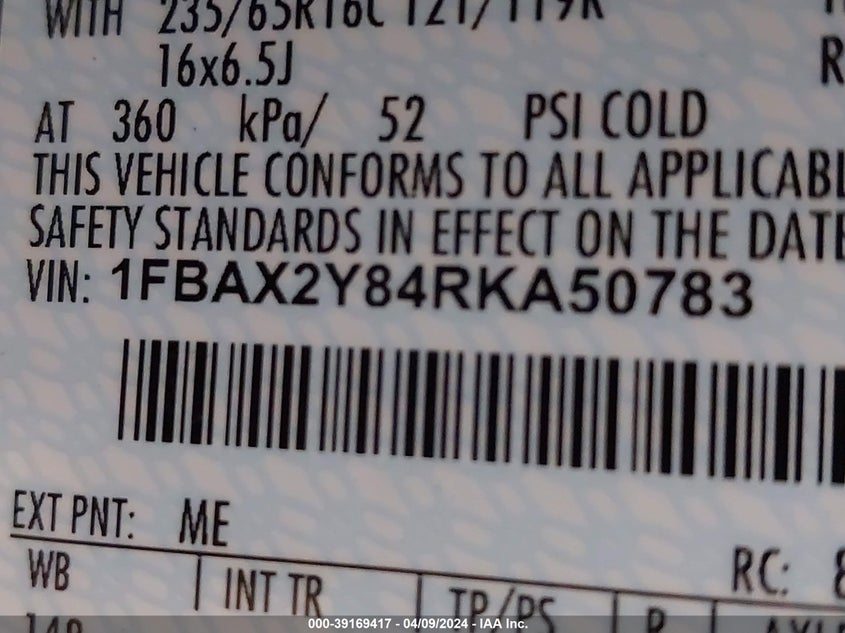 WITH 235/65R16C 121/119R
16x6.5J
R
AT 360 kPa/ 52 PSI COLD
THIS VEHICLE CONFORMS TO ALL
SAFETY STANDARDS IN EFFECT ON THE
VIN: 1FBAX2Y84RKA50783
EXT PNT: ME
RC:
WB INT TR TP/PS R
000-39169417 - 04/09/2024 - IAA Inc.